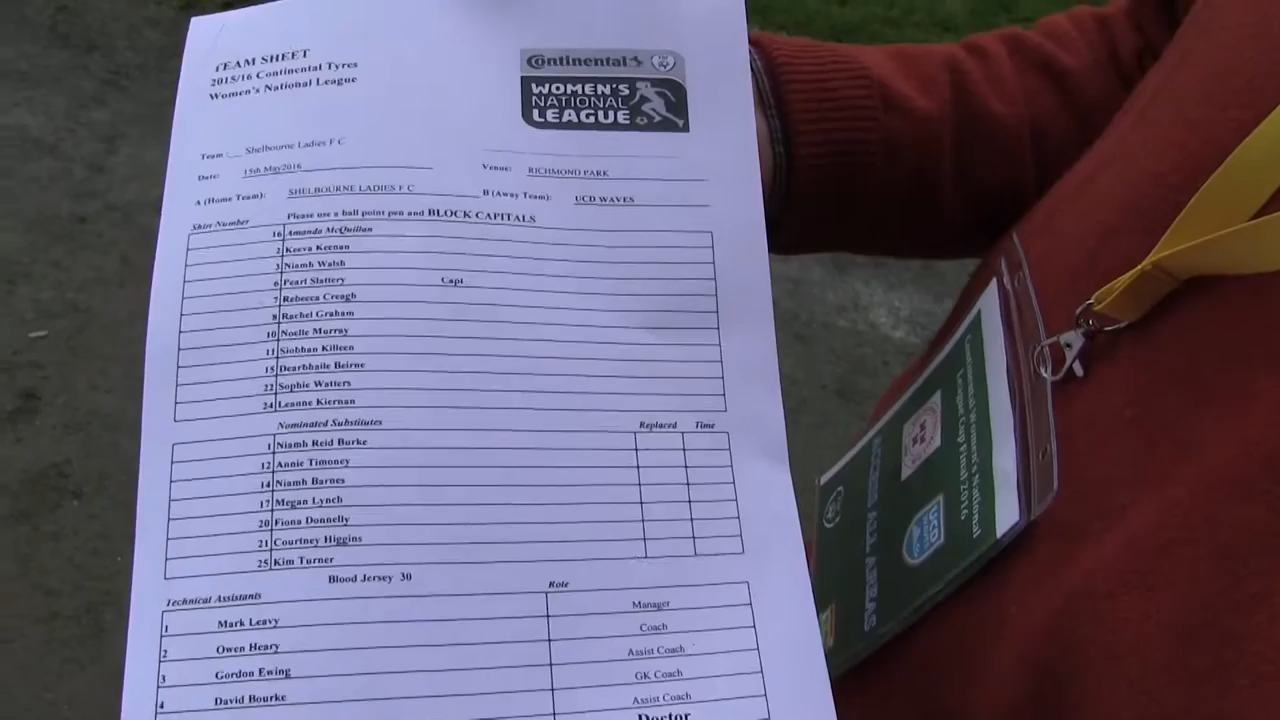 TEAM SHEET
2015/16 Continental Tyres
Women's National League
Continental
WOMEN'S
NATIONAL
LEAGUE
Team Shelbourne Ladies F C
Date: 15th May2016
Venue: RICHMOND PARK
A (Home Team): SHELBOURNE LADIES F C B (Away Team): UCD WAVES
Shirt Number Please use a ball point pen and BLOCK CAPITALS
16 Amanda McQuillan
2 Keeva Keenan
3 Niamh Walsh
6 Pearl Slattery Capt
7 Rebecca Creagh
8 Rachel Graham
10 Noelle Murray
11 Siobhan Killeen
15 Dearbhaile Beirne
22 Sophie Watters
24 Leanne Kiernan
Nominated Substitutes Replaced Time
1 Niamh Reid Burke
12 Annie Timoney
14 Niamh Barnes
17 Megan Lynch
20 Fiona Donnelly
21 Courtney Higgins
25 Kim Turner
Blood Jersey 30
Technical Assistants Role
1 Mark Leavy Manager
2 Owen Heary Coach
3 Gordon Ewing Assist Coach
4 David Bourke GK Coach
Assist Coach
Doctor
Continental Women's National
League Cup Final 2016
UCD
WAVES
ACCESS ALL AREAS